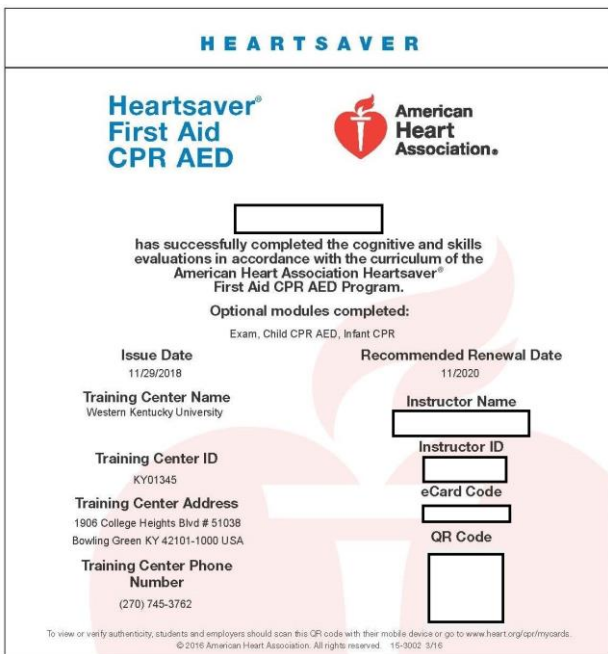 HEARTSAVER
Heartsaver®
First Aid
CPR AED
American
Heart
Association®
has successfully completed the cognitive and skills
evaluations in accordance with the curriculum of the
American Heart Association Heartsaver®
First Aid CPR AED Program.
Optional modules completed:
Exam, Child CPR AED, Infant CPR
Issue Date
11/29/2018
Recommended Renewal Date
11/2020
Training Center Name
Western Kentucky University
Instructor Name
Training Center ID
KY01345
Instructor ID
Training Center Address
1906 College Heights Blvd # 51038
Bowling Green KY 42101-1000 USA
eCard Code
QR Code
Training Center Phone
Number
(270) 745-3762
To view or verify authenticity, students and employers should scan this QR code with their mobile device or go to www.heart.org/cpr/mycards.
© 2016 American Heart Association. All rights reserved. 15-3002 3/16